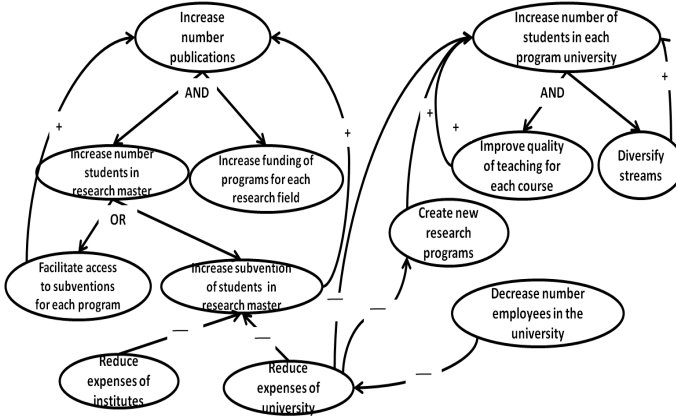 Increase
number
publications
Increase number of
students in each
program university
AND
AND
+
+
+
+
+
Increase number
students in
research master
Increase funding of
programs for each
research field
Improve quality
of teaching for
each course
Diversify
streams
OR
Create new
research
programs
Facilitate access
to subventions
for each program
Increase subvention
of students in
research master
Decrease number
employees in the
university
Reduce
expenses of
institutes
Reduce
expenses of
university